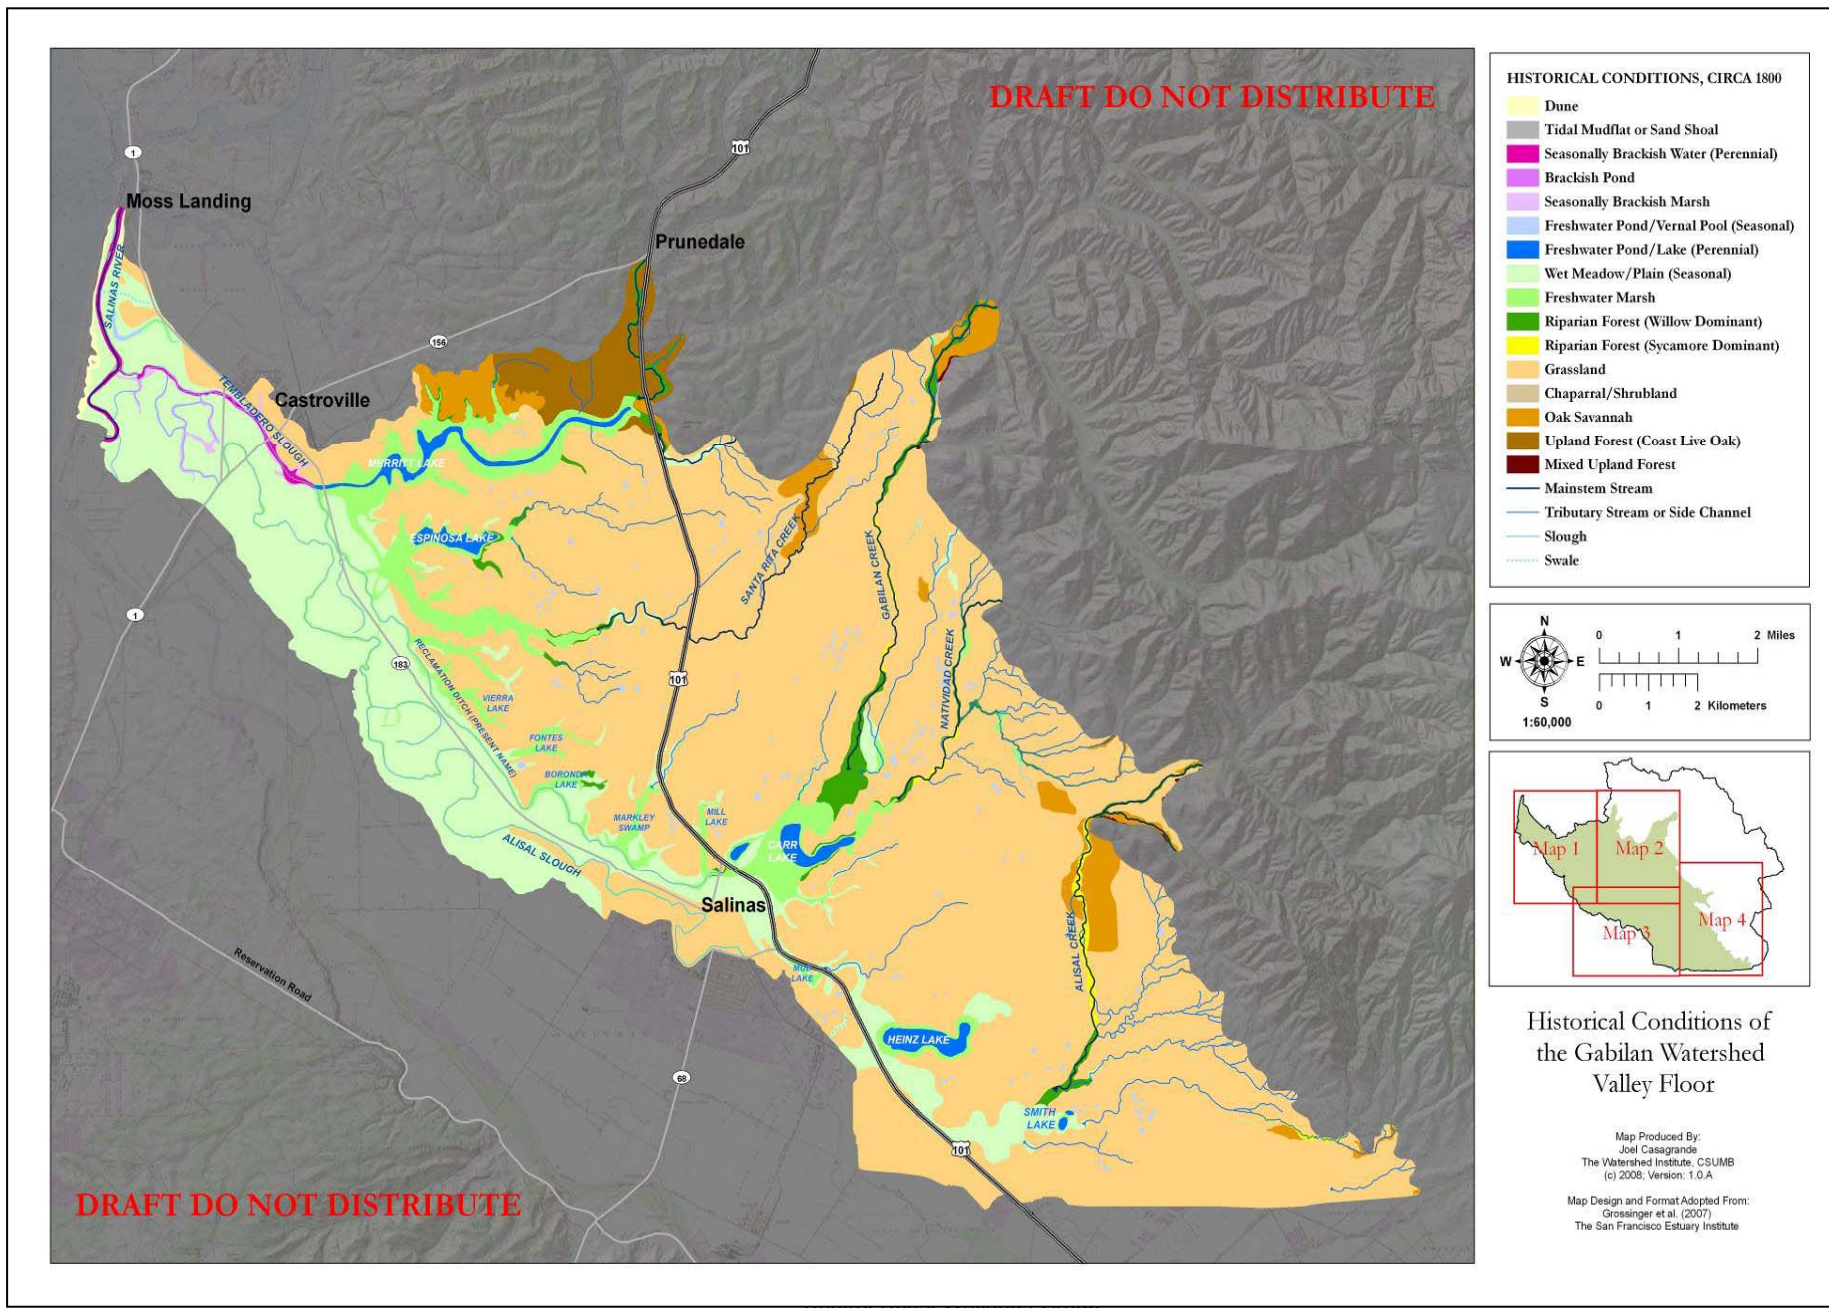 DRAFT DO NOT DISTRIBUTE
101
1
Moss Landing
Prunedale
SALINAS RIVER
156
TEMBLADERO SLOUGH
Castroville
MERRITT LAKE
ESPINOSA LAKE
SANTA RITA CREEK
GABILAN CREEK
NATIVIDAD CREEK
1
183
RECLAMATION DITCH (PRESENT NAME)
101
VIERRA
LAKE
FONTES
LAKE
BORONDA
LAKE
MARKLEY
SWAMP
MILL
LAKE
CARR
LAKE
ALISAL SLOUGH
Salinas
ALISAL CREEK
Reservation Road
MUD
LAKE
HEINZ LAKE
68
SMITH
LAKE
101
DRAFT DO NOT DISTRIBUTE
HISTORICAL CONDITIONS, CIRCA 1800
Dune
Tidal Mudflat or Sand Shoal
Seasonally Brackish Water (Perennial)
Brackish Pond
Seasonally Brackish Marsh
Freshwater Pond/Vernal Pool (Seasonal)
Freshwater Pond/Lake (Perennial)
Wet Meadow/Plain (Seasonal)
Freshwater Marsh
Riparian Forest (Willow Dominant)
Riparian Forest (Sycamore Dominant)
Grassland
Chaparral/Shrubland
Oak Savannah
Upland Forest (Coast Live Oak)
Mixed Upland Forest
Mainstem Stream
Tributary Stream or Side Channel
Slough
Swale
N
W E
S
1:60,000
0 1 2 Miles
0 1 2 Kilometers
Map 1
Map 2
Map 3
Map 4
Historical Conditions of
the Gabilan Watershed
Valley Floor
Map Produced By:
Joel Casagrande
The Watershed Institute, CSUMB
(c) 2008; Version: 1.0.A
Map Design and Format Adopted From:
Grossinger et al. (2007)
The San Francisco Estuary Institute